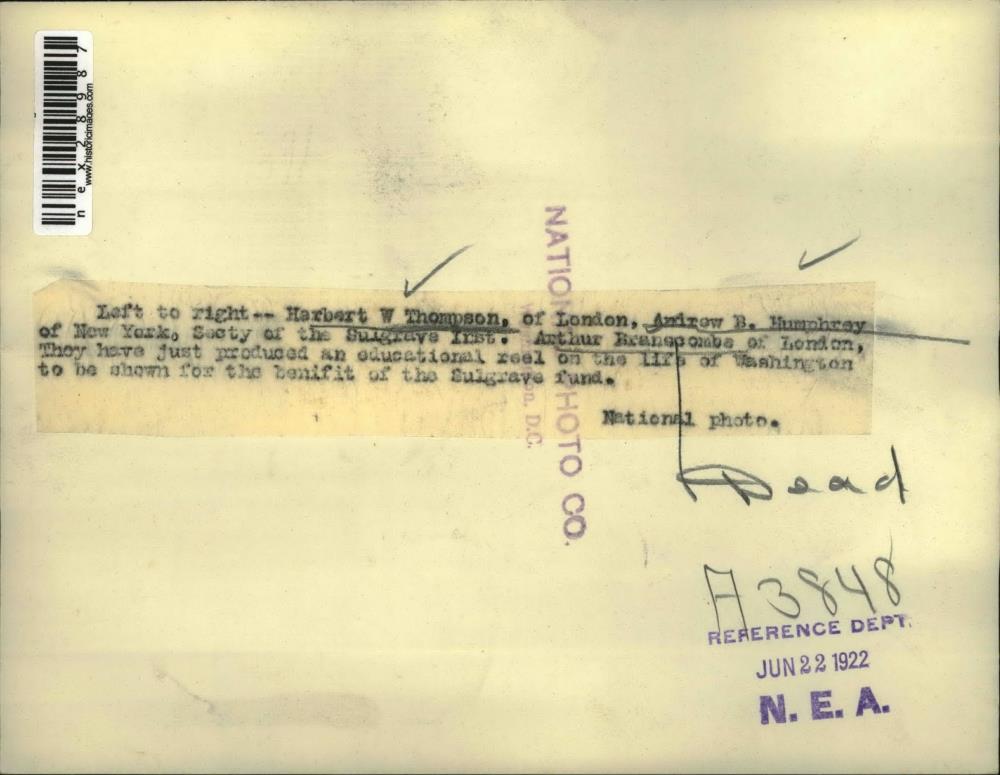 nex28987
www.historicimages.com
Left to right-- Harbert W Thompson, of London, Andrew B. Humphrey
of New York, Secty of the Sulgrave Inst. Arthur Branscombe of London,
They have just produced an educational reel on the life of Washington
to be shown for the benifit of the Sulgrave fund.
National photo.
NATIONAL PHOTO CO.
Washington, D.C.
Dead
A3848
REFERENCE DEPT.
JUN 22 1922
N. E. A.